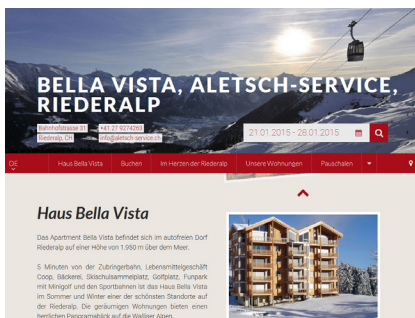 BELLA VISTA, ALETSCH-SERVICE,
RIEDERALP
Bahnhofstrasse 31 +41 27 9274263
Riederalp, CH info@aletsch-service.ch
21.01.2015 - 28.01.2015
DE Haus Bella Vista Buchen Im Herzen der Riederalp Unsere Wohnungen Pauschalen
Haus Bella Vista
Das Apartment Bella Vista befindet sich im autofreien Dorf
Riederalp auf einer Höhe von 1.950 m über dem Meer.
5 Minuten von der Zubringerbahn, Lebensmittelgeschäft
Coop, Bäckerei, Skischulsammelplatz, Golfplatz, Funpark
mit Minigolf und den Sportbahnen ist das Haus Bella Vista
im Sommer und Winter einer der schönsten Standorte auf
der Riederalp. Die geräumigen Wohnungen bieten einen
herrlichen Panoramablick auf die Walliser Alpen.